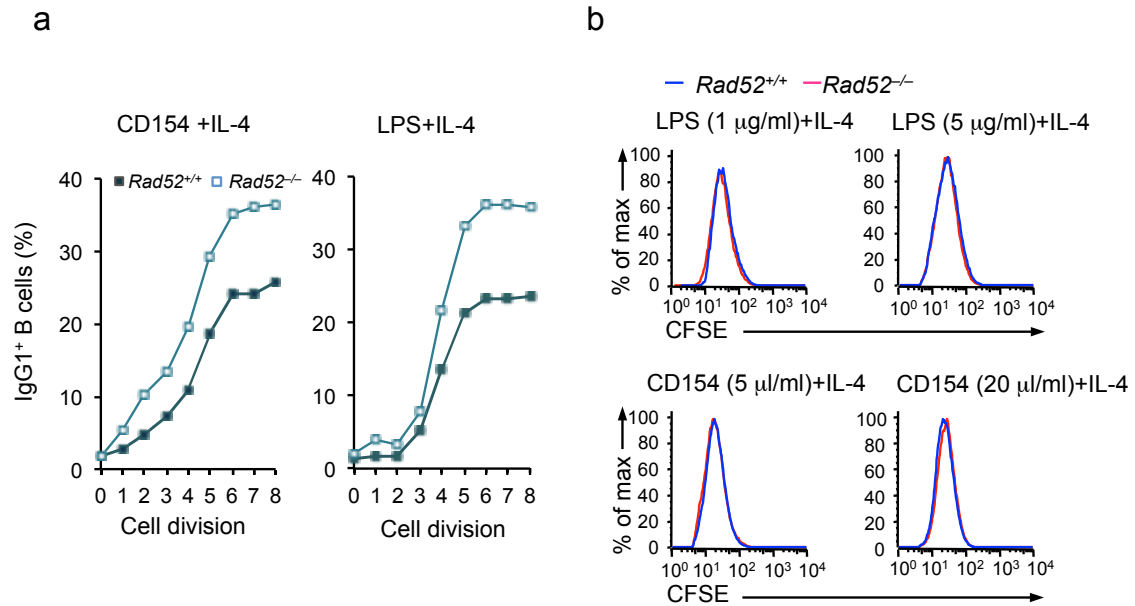 a
CD154 +IL-4
LPS+IL-4
IgG1⁺ B cells (%)
40
30
20
10
0
Rad52⁺/⁺ Rad52⁻/⁻
0 1 2 3 4 5 6 7 8
Cell division
40
30
20
10
0
0 1 2 3 4 5 6 7 8
Cell division
b
Rad52⁺/⁺ Rad52⁻/⁻
LPS (1 µg/ml)+IL-4
LPS (5 µg/ml)+IL-4
% of max
100
80
60
40
20
0
10⁰ 10¹ 10² 10³ 10⁴
100
80
60
40
20
0
10⁰ 10¹ 10² 10³ 10⁴
CFSE
CD154 (5 µl/ml)+IL-4
CD154 (20 µl/ml)+IL-4
% of max
100
80
60
40
20
0
10⁰ 10¹ 10² 10³ 10⁴
100
80
60
40
20
0
10⁰ 10¹ 10² 10³ 10⁴
CFSE